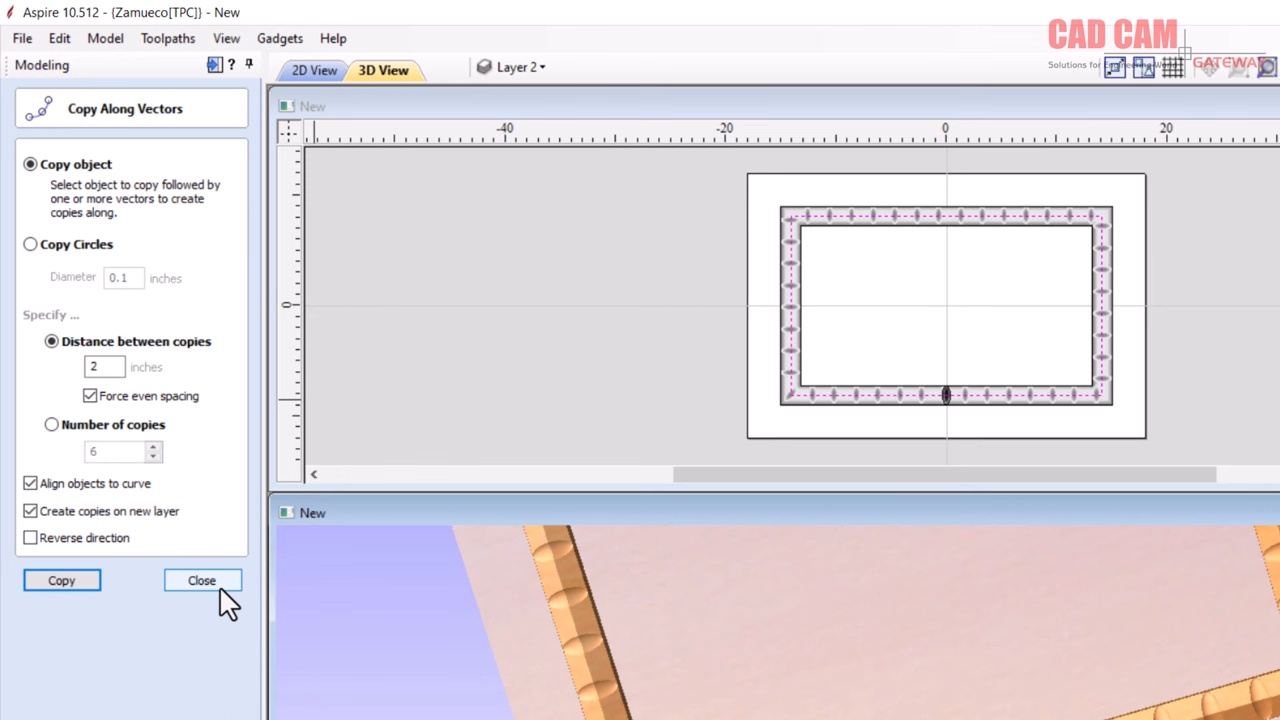 Aspire 10.512 - {Zamueco[TPC]} - New
File Edit Model Toolpaths View Gadgets Help
CAD CAM
Solutions for Engineering World
GATEWAY
Modeling
?
2D View
3D View
Layer 2
Copy Along Vectors
New
-40
-20
0
20
Copy object
Select object to copy followed by
one or more vectors to create
copies along.
Copy Circles
Diameter 0.1 inches
Specify ...
0
Distance between copies
2 inches
Force even spacing
Number of copies
6
Align objects to curve
Create copies on new layer
New
Reverse direction
Copy
Close